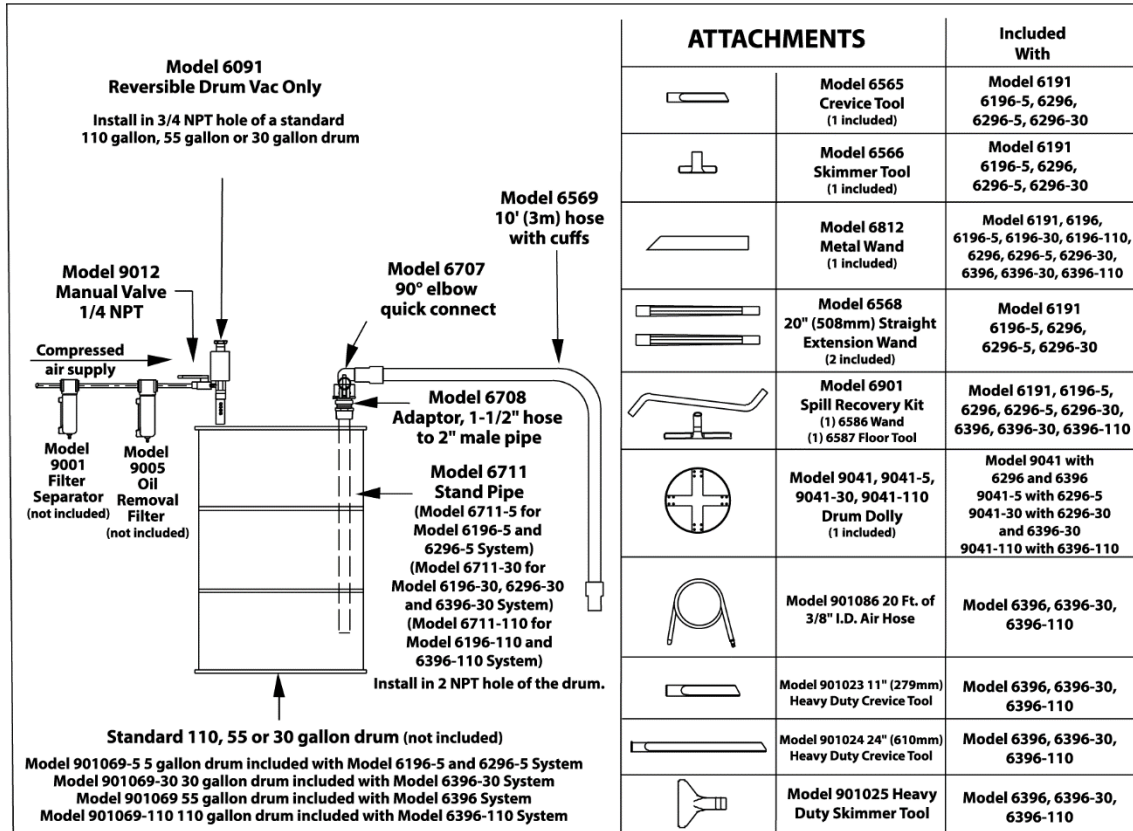 Model 6091
Reversible Drum Vac Only
Install in 3/4 NPT hole of a standard
110 gallon, 55 gallon or 30 gallon drum
Model 6569
10' (3m) hose
with cuffs
Model 9012
Manual Valve
1/4 NPT
Model 6707
90° elbow
quick connect
Compressed
air supply
Model 6708
Adaptor, 1-1/2" hose
to 2" male pipe
Model
9001
Filter
Separator
(not included)
Model
9005
Oil
Removal
Filter
(not included)
Model 6711
Stand Pipe
(Model 6711-5 for
Model 6196-5 and
6296-5 System)
(Model 6711-30 for
Model 6196-30, 6296-30
and 6396-30 System)
(Model 6711-110 for
Model 6196-110 and
6396-110 System)
Install in 2 NPT hole of the drum.
Standard 110, 55 or 30 gallon drum (not included)
Model 901069-5 5 gallon drum included with Model 6196-5 and 6296-5 System
Model 901069-30 30 gallon drum included with Model 6396-30 System
Model 901069 55 gallon drum included with Model 6396 System
Model 901069-110 110 gallon drum included with Model 6396-110 System
ATTACHMENTS
Included
With
Model 6565
Crevice Tool
(1 included)
Model 6191
6196-5, 6296,
6296-5, 6296-30
Model 6566
Skimmer Tool
(1 included)
Model 6191
6196-5, 6296,
6296-5, 6296-30
Model 6812
Metal Wand
(1 included)
Model 6191, 6196,
6196-5, 6196-30, 6196-110,
6296, 6296-5, 6296-30,
6396, 6396-30, 6396-110
Model 6568
20" (508mm) Straight
Extension Wand
(2 included)
Model 6191
6196-5, 6296,
6296-5, 6296-30
Model 6901
Spill Recovery Kit
(1) 6586 Wand
(1) 6587 Floor Tool
Model 6191, 6196-5,
6296, 6296-5, 6296-30,
6396, 6396-30, 6396-110
Model 9041, 9041-5,
9041-30, 9041-110
Drum Dolly
(1 included)
Model 9041 with
6296 and 6396
9041-5 with 6296-5
9041-30 with 6296-30
and 6396-30
9041-110 with 6396-110
Model 901086 20 Ft. of
3/8" I.D. Air Hose
Model 6396, 6396-30,
6396-110
Model 901023 11" (279mm)
Heavy Duty Crevice Tool
Model 6396, 6396-30,
6396-110
Model 901024 24" (610mm)
Heavy Duty Crevice Tool
Model 6396, 6396-30,
6396-110
Model 901025 Heavy
Duty Skimmer Tool
Model 6396, 6396-30,
6396-110